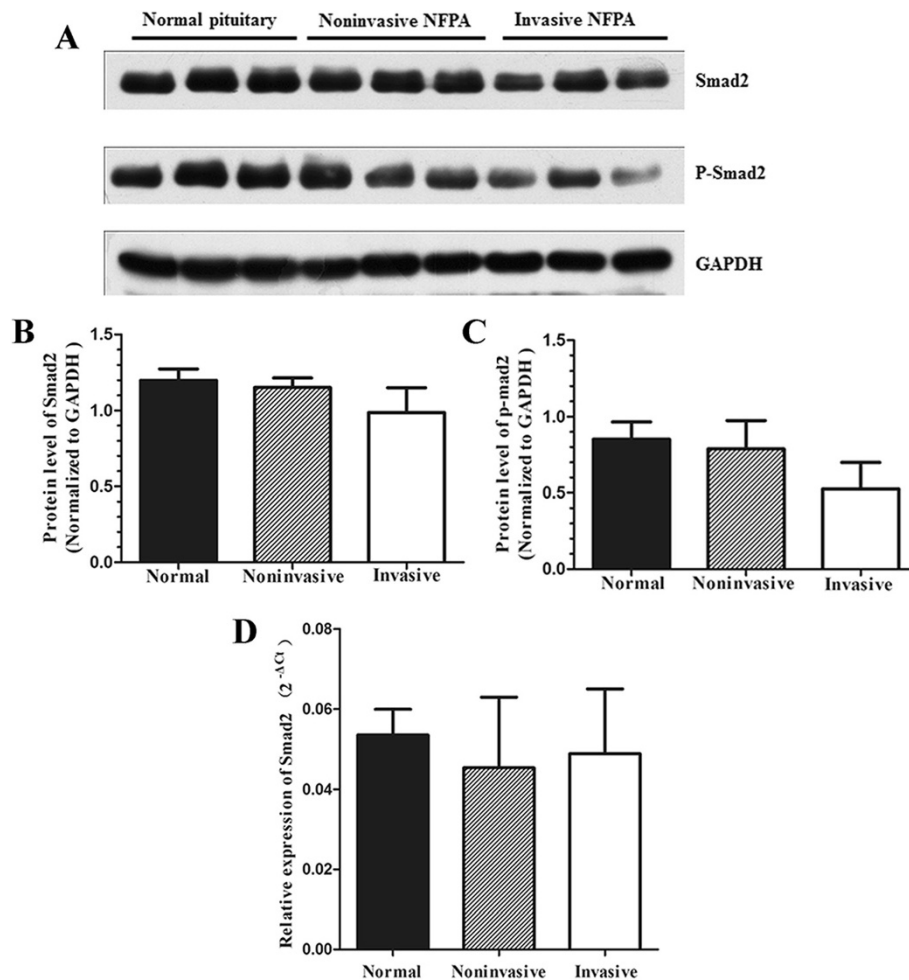 A
Normal pituitary Noninvasive NFPA Invasive NFPA
Smad2
P-Smad2
GAPDH
B
Protein level of Smad2
(Normalized to GAPDH )
1.5
1.0
0.5
0.0
Normal Noninvasive Invasive
C
Protein level of p-mad2
(Normalized to GAPDH )
1.5
1.0
0.5
0.0
Normal Noninvasive Invasive
D
Relative expression of Smad2 (2 -ΔCt )
0.08
0.06
0.04
0.02
0.00
Normal Noninvasive Invasive